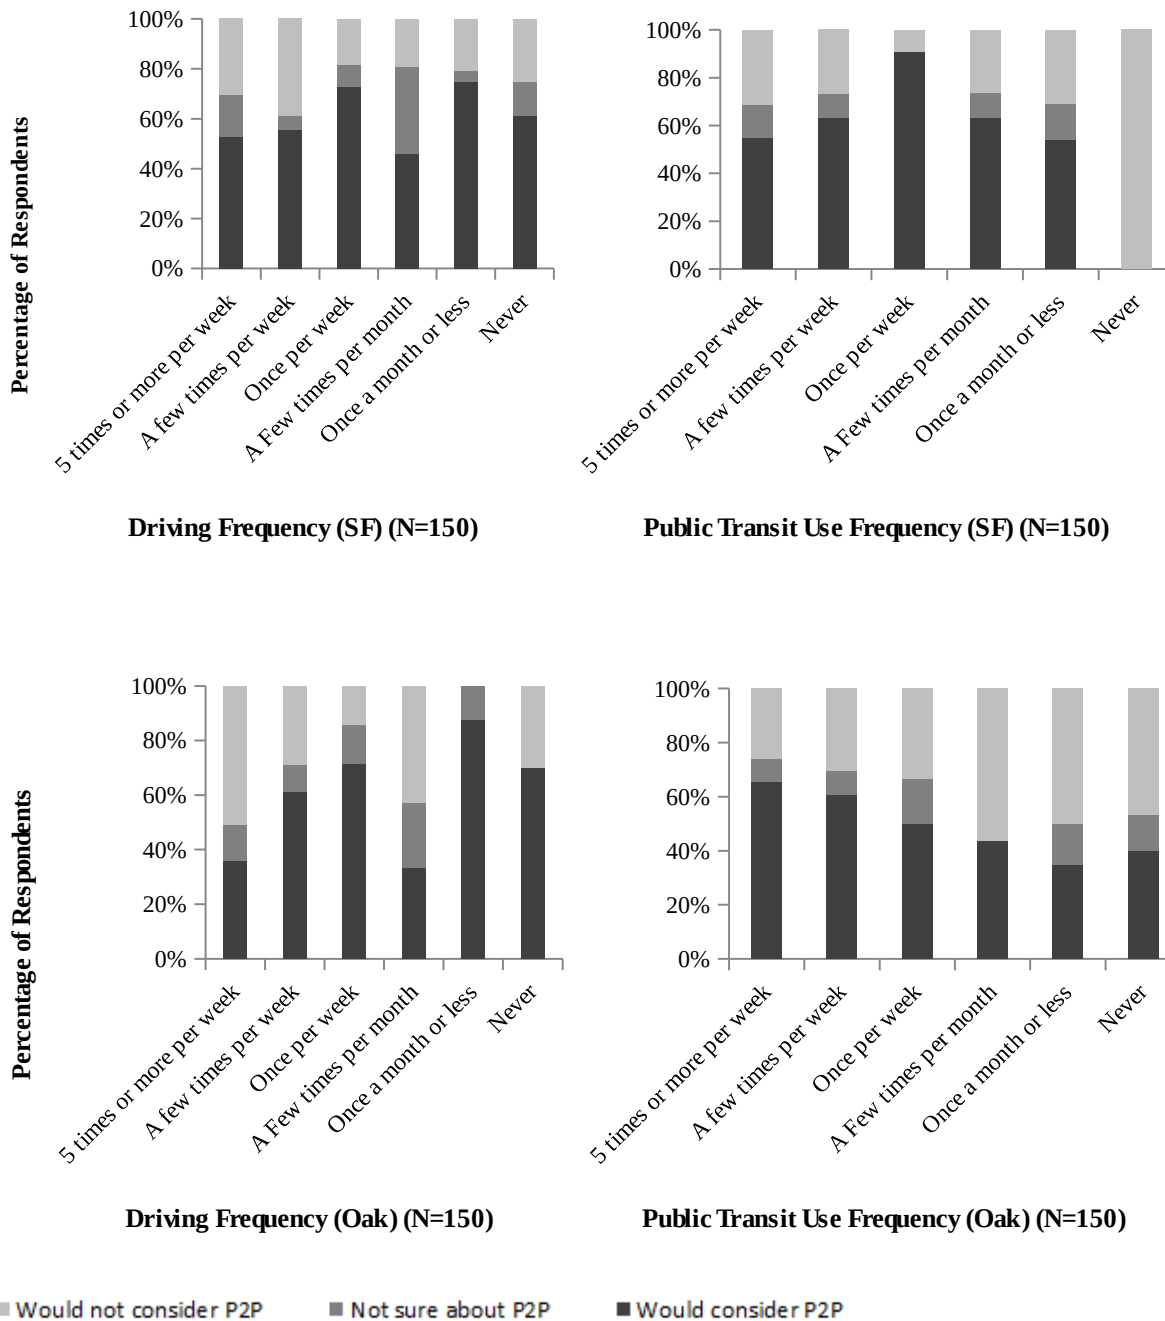 100%
80%
60%
40%
20%
0%
Percentage of Respondents
5 times or more per week
A few times per week
Once per week
A Few times per month
Once a month or less
Never
Driving Frequency (SF) (N=150)
100%
80%
60%
40%
20%
0%
5 times or more per week
A few times per week
Once per week
A Few times per month
Once a month or less
Never
Public Transit Use Frequency (SF) (N=150)
100%
80%
60%
40%
20%
0%
Percentage of Respondents
5 times or more per week
A few times per week
Once per week
A Few times per month
Once a month or less
Never
Driving Frequency (Oak) (N=150)
100%
80%
60%
40%
20%
0%
5 times or more per week
A few times per week
Once per week
A Few times per month
Once a month or less
Never
Public Transit Use Frequency (Oak) (N=150)
Would not consider P2P Not sure about P2P Would consider P2P